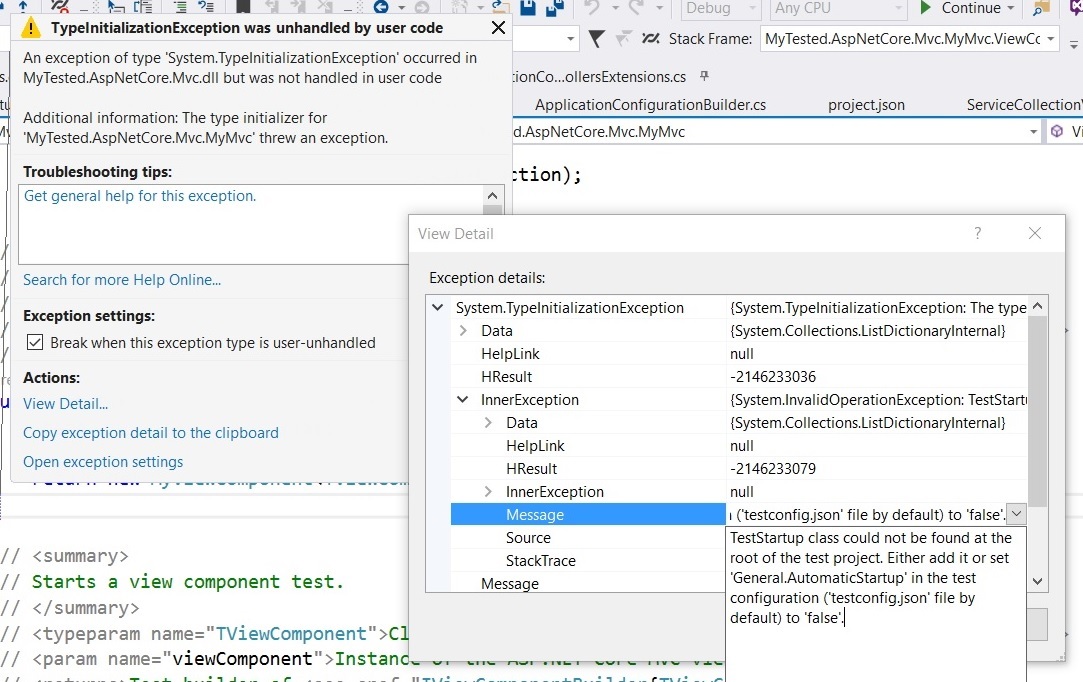 Debug
Any CPU
Continue
TypeInitializationException was unhandled by user code
Stack Frame:
MyTested.AspNetCore.Mvc.MyMvc.ViewCc
An exception of type 'System.TypeInitializationException' occurred in
MyTested.AspNetCore.Mvc.dll but was not handled in user code
tionCo...ollersExtensions.cs
ApplicationConfigurationBuilder.cs
project.json
ServiceCollection
Additional information: The type initializer for
'MyTested.AspNetCore.Mvc.MyMvc' threw an exception.
d.AspNetCore.Mvc.MyMvc
Vi
Troubleshooting tips:
ction);
Get general help for this exception.
Search for more Help Online...
Exception settings:
Break when this exception type is user-unhandled
Actions:
View Detail...
Copy exception detail to the clipboard
Open exception settings
View Detail
?
Exception details:
System.TypeInitializationException {System.TypeInitializationException: The type
Data {System.Collections.ListDictionaryInternal}
HelpLink null
HResult -2146233036
InnerException {System.InvalidOperationException: TestStartu
Data {System.Collections.ListDictionaryInternal}
HelpLink null
HResult -2146233079
InnerException null
Message ('testconfig.json' file by default) to 'false'.
Source
StackTrace
Message
TestStartup class could not be found at the
root of the test project. Either add it or set
'General.AutomaticStartup' in the test
configuration ('testconfig.json' file by
default) to 'false'.
// <summary>
// Starts a view component test.
// </summary>
// <typeparam name="TViewComponent">Cl
// <param name="viewComponent">Instance of the ASP.NET Core MVC vie